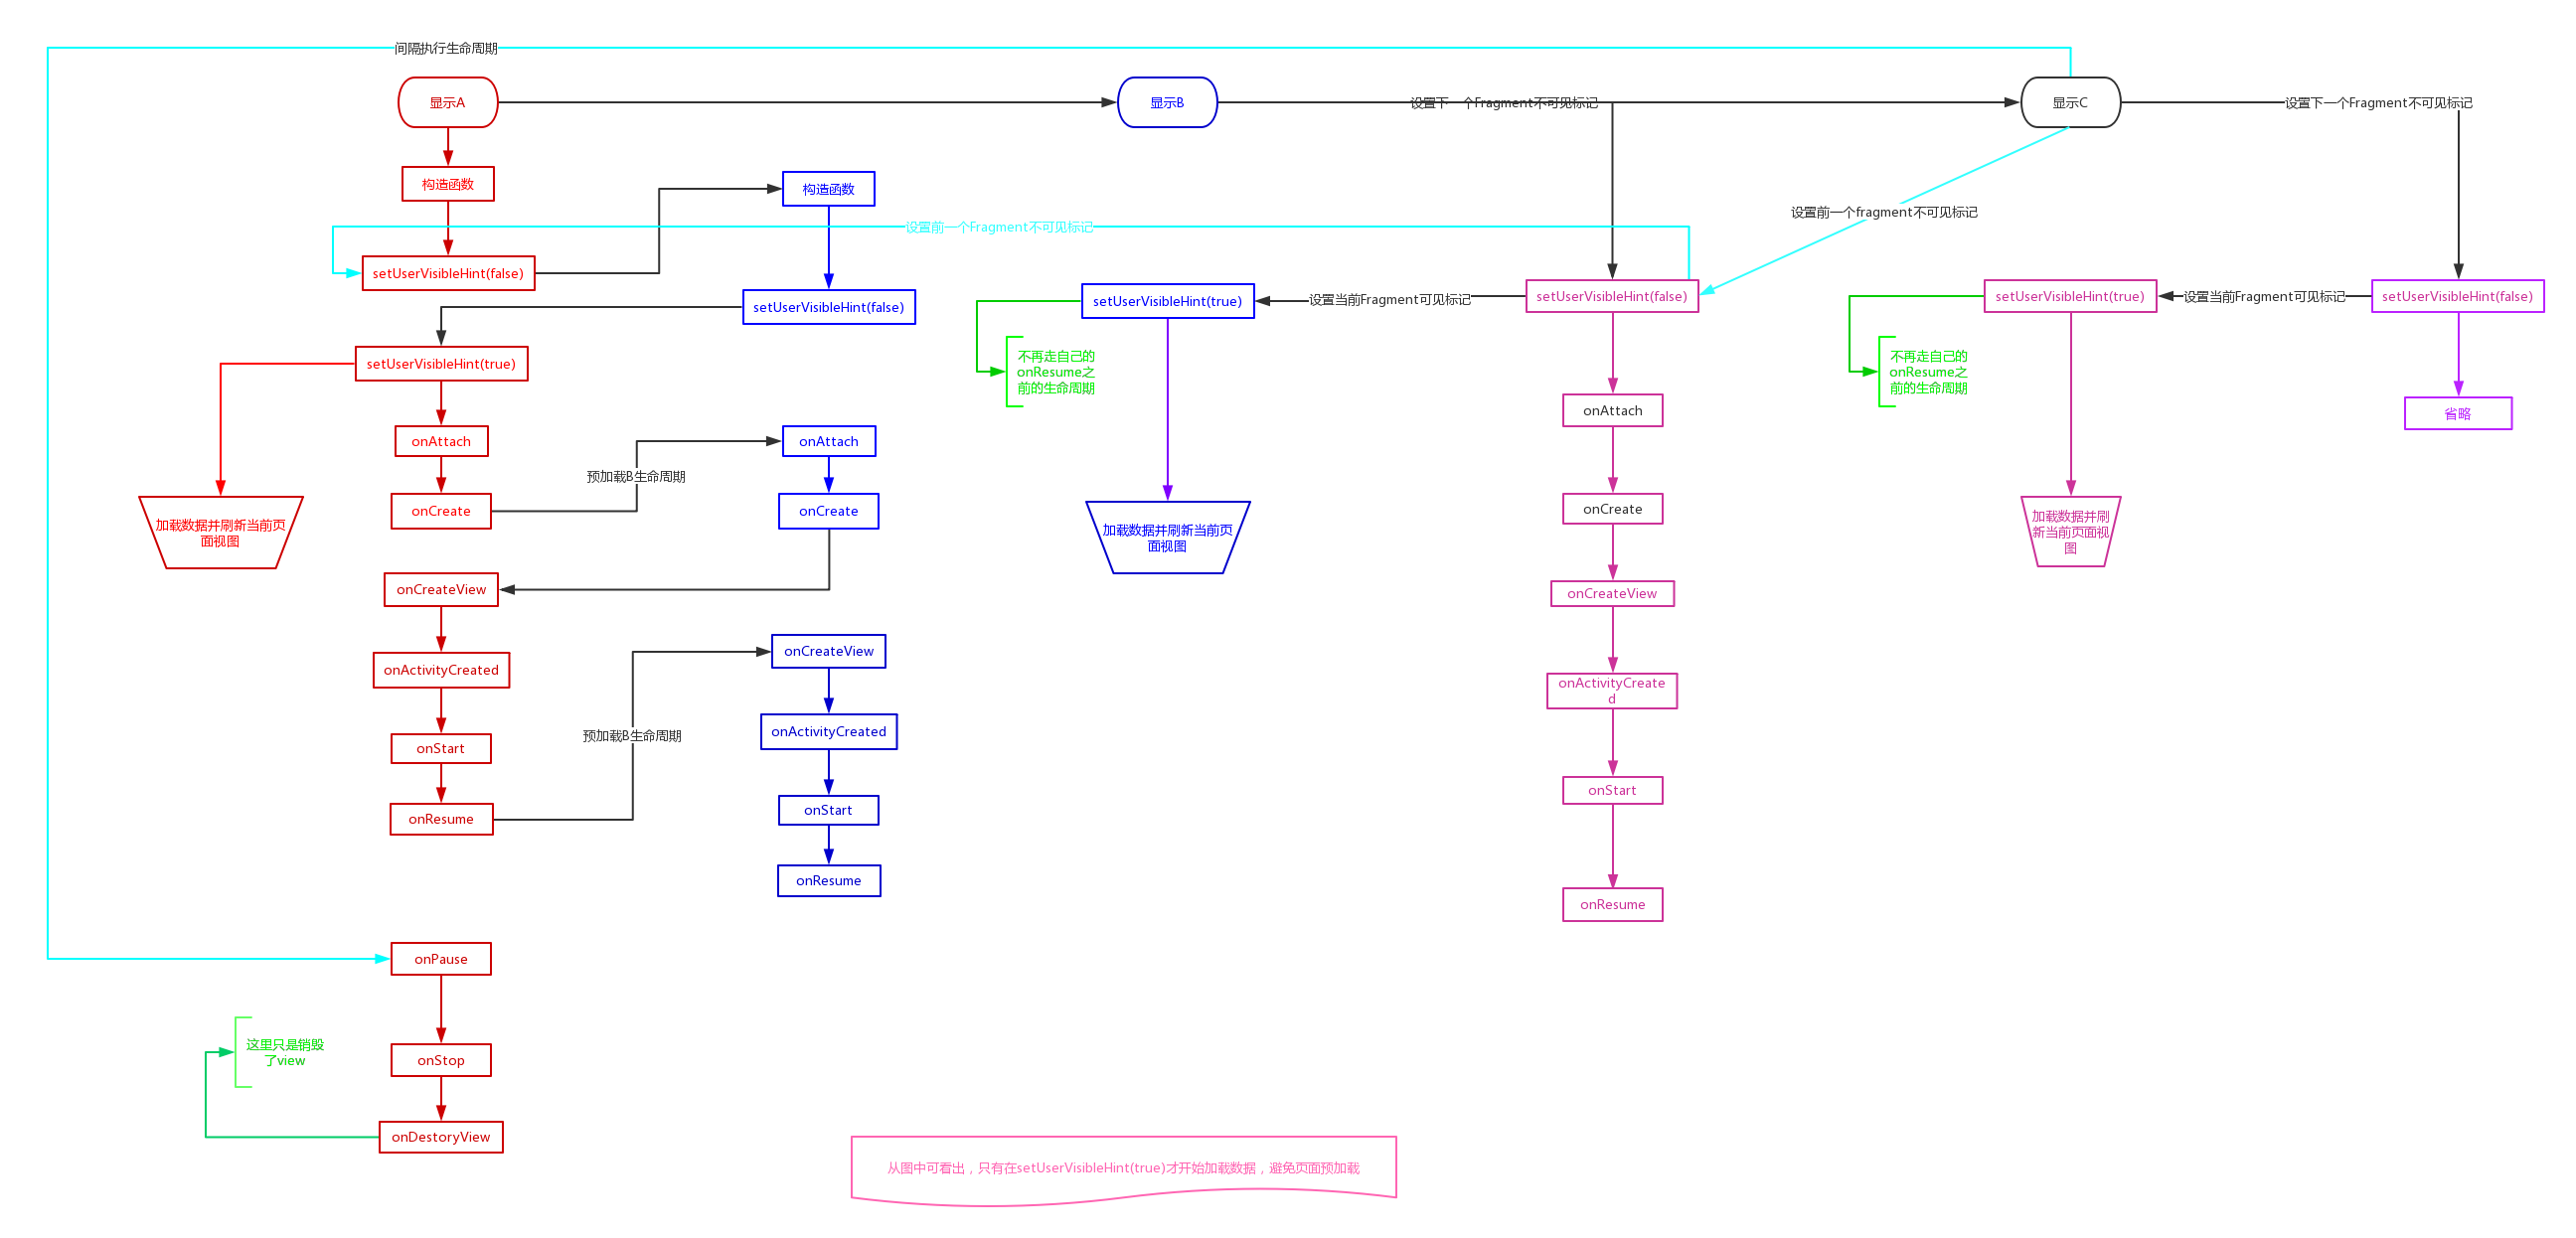 间隔执行生命周期
显示A
显示B
设置下一个Fragment不可见标记
显示C
设置下一个Fragment不可见标记
构造函数
构造函数
设置前一个fragment不可见标记
设置前一个Fragment不可见标记
setUserVisibleHint(false)
setUserVisibleHint(false)
setUserVisibleHint(true)
设置当前Fragment可见标记
setUserVisibleHint(false)
setUserVisibleHint(true)
设置当前Fragment可见标记
setUserVisibleHint(false)
setUserVisibleHint(true)
不再走自己的
onResume之
前的生命周期
不再走自己的
onResume之
前的生命周期
onAttach
省略
onAttach
onAttach
预加载B生命周期
onCreate
onCreate
onCreate
加载数据并刷新当前页
面视图
加载数据并刷新当前页
面视图
加载数据并刷
新当前页面视
图
onCreateView
onCreateView
onCreateView
onActivityCreated
onActivityCreate
d
onActivityCreated
预加载B生命周期
onStart
onStart
onStart
onResume
onResume
onResume
onPause
这里只是销毁
了view
onStop
onDestoryView
从图中可看出，只有在setUserVisibleHint(true)才开始加载数据，避免页面预加载